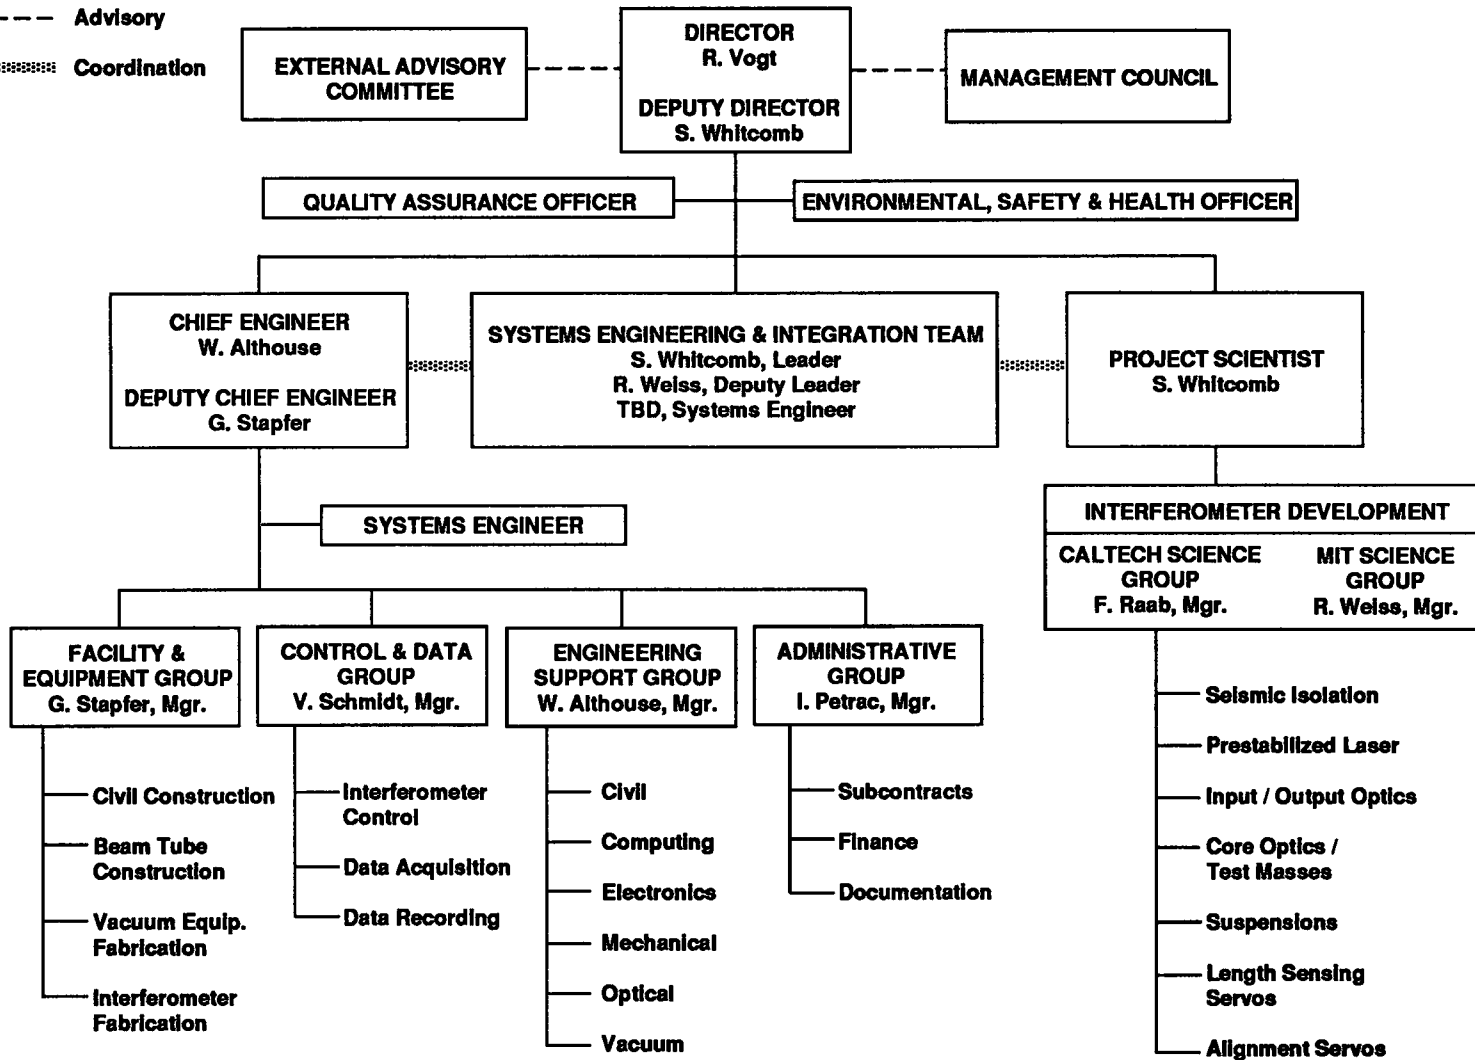 Advisory
Coordination
EXTERNAL ADVISORY
COMMITTEE
DIRECTOR
R. Vogt
DEPUTY DIRECTOR
S. Whitcomb
MANAGEMENT COUNCIL
QUALITY ASSURANCE OFFICER
ENVIRONMENTAL, SAFETY & HEALTH OFFICER
CHIEF ENGINEER
W. Althouse
DEPUTY CHIEF ENGINEER
G. Stapfer
SYSTEMS ENGINEERING & INTEGRATION TEAM
S. Whitcomb, Leader
R. Weiss, Deputy Leader
TBD, Systems Engineer
PROJECT SCIENTIST
S. Whitcomb
SYSTEMS ENGINEER
INTERFEROMETER DEVELOPMENT
CALTECH SCIENCE
GROUP
F. Raab, Mgr.
MIT SCIENCE
GROUP
R. Weiss, Mgr.
FACILITY &
EQUIPMENT GROUP
G. Stapfer, Mgr.
CONTROL & DATA
GROUP
V. Schmidt, Mgr.
ENGINEERING
SUPPORT GROUP
W. Althouse, Mgr.
ADMINISTRATIVE
GROUP
I. Petrac, Mgr.
Civil Construction
Beam Tube
Construction
Vacuum Equip.
Fabrication
Interferometer
Fabrication
Interferometer
Control
Data Acquisition
Data Recording
Civil
Computing
Electronics
Mechanical
Optical
Vacuum
Subcontracts
Finance
Documentation
Seismic Isolation
Prestabilized Laser
Input / Output Optics
Core Optics /
Test Masses
Suspensions
Length Sensing
Servos
Alignment Servos